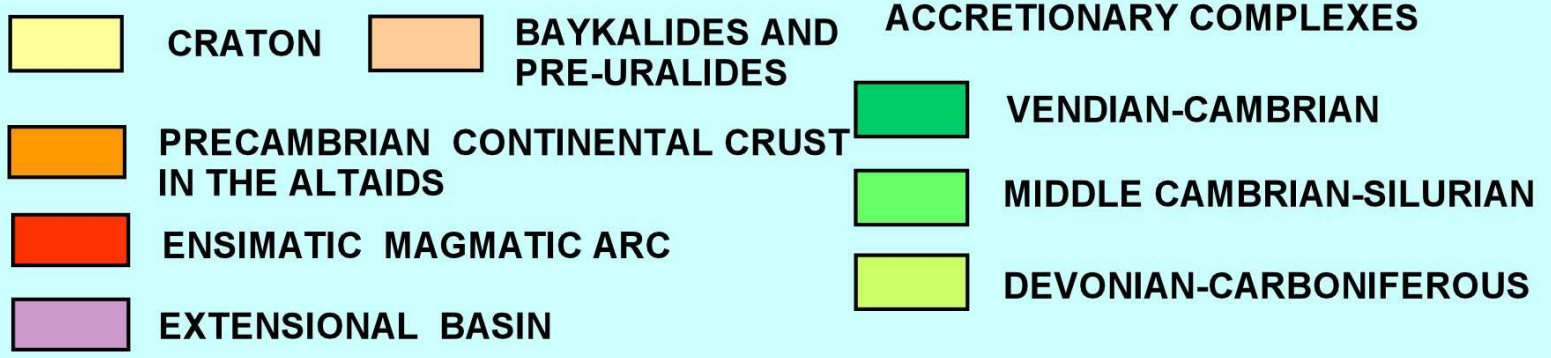 CRATON
BAYKALIDES AND
PRE-URALIDES
PRECAMBRIAN CONTINENTAL CRUST
IN THE ALTAIDS
ENSIMATIC MAGMATIC ARC
EXTENSIONAL BASIN
ACCRETIONARY COMPLEXES
VENDIAN-CAMBRIAN
MIDDLE CAMBRIAN-SILURIAN
DEVONIAN-CARBONIFEROUS